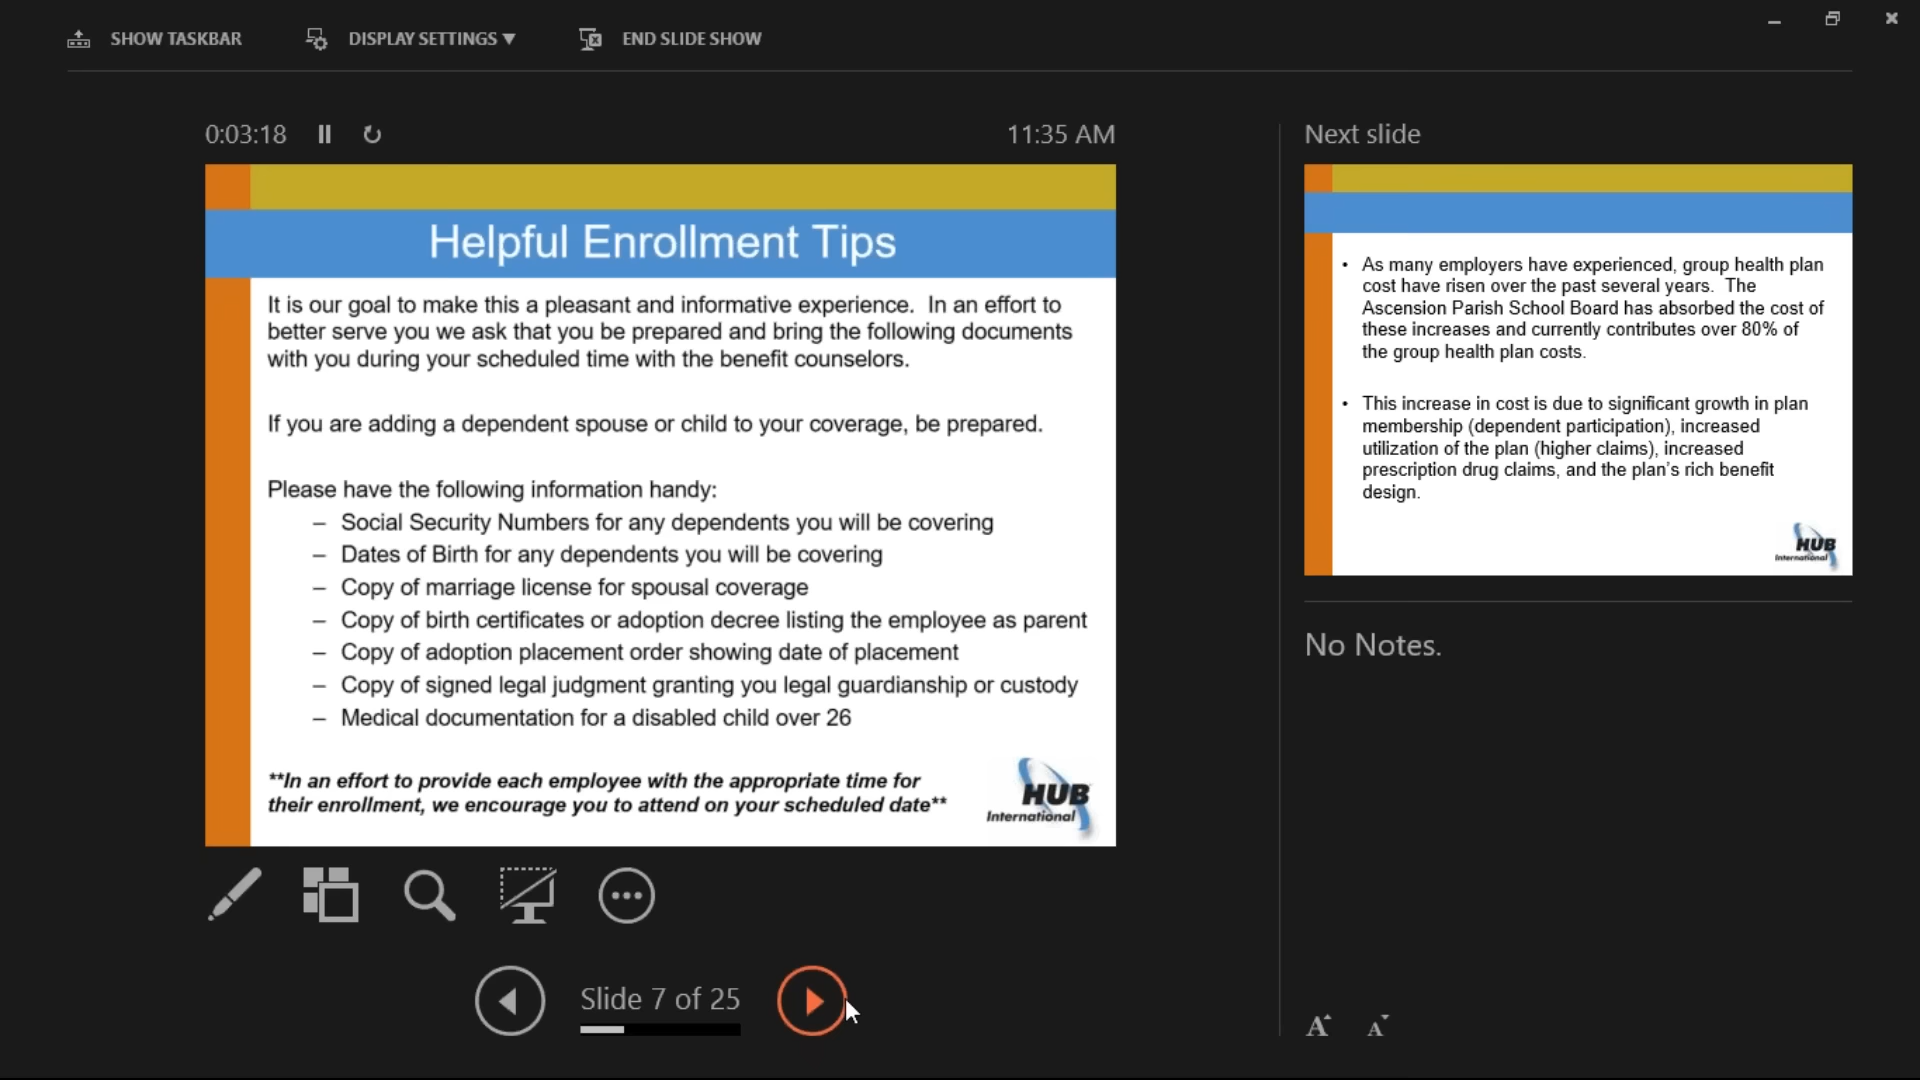 SHOW TASKBAR
DISPLAY SETTINGS ▼
END SLIDE SHOW
0:03:18
11:35 AM
Helpful Enrollment Tips
It is our goal to make this a pleasant and informative experience. In an effort to
better serve you we ask that you be prepared and bring the following documents
with you during your scheduled time with the benefit counselors.
If you are adding a dependent spouse or child to your coverage, be prepared.
Please have the following information handy:
– Social Security Numbers for any dependents you will be covering
– Dates of Birth for any dependents you will be covering
– Copy of marriage license for spousal coverage
– Copy of birth certificates or adoption decree listing the employee as parent
– Copy of adoption placement order showing date of placement
– Copy of signed legal judgment granting you legal guardianship or custody
– Medical documentation for a disabled child over 26
**In an effort to provide each employee with the appropriate time for
their enrollment, we encourage you to attend on your scheduled date**
HUB
International
Slide 7 of 25
Next slide
• As many employers have experienced, group health plan
cost have risen over the past several years. The
Ascension Parish School Board has absorbed the cost of
these increases and currently contributes over 80% of
the group health plan costs.
• This increase in cost is due to significant growth in plan
membership (dependent participation), increased
utilization of the plan (higher claims), increased
prescription drug claims, and the plan's rich benefit
design.
HUB
International
No Notes.
A A